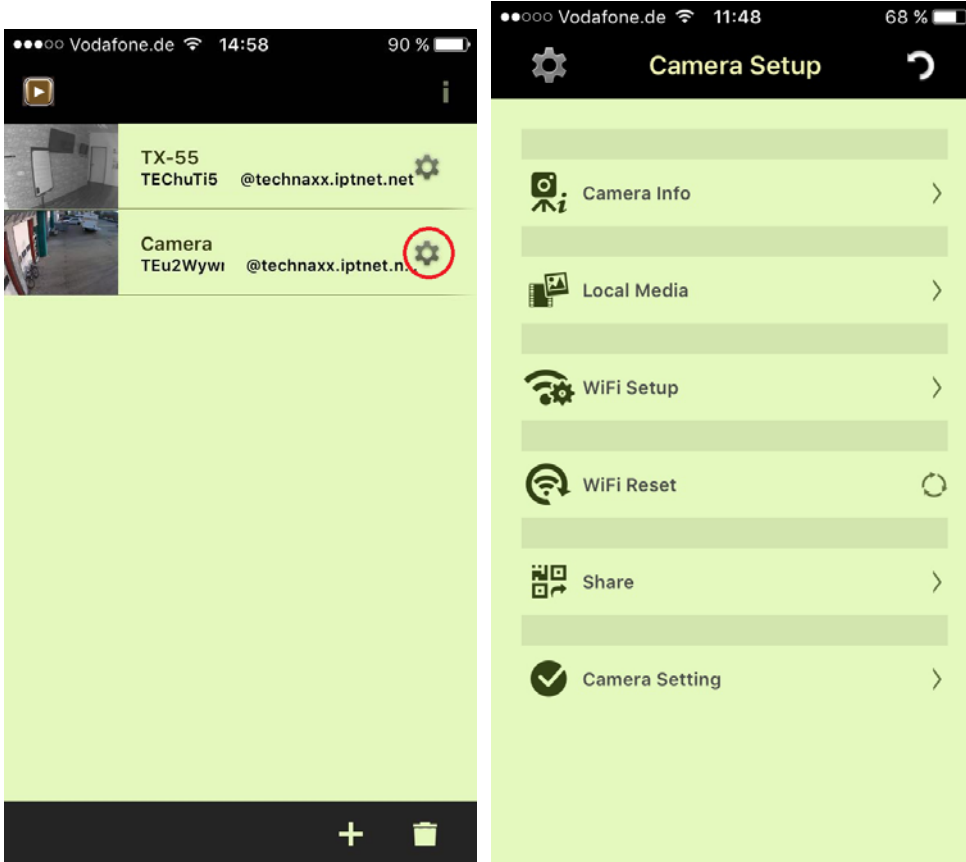 Vodafone.de 14:58 90 %
i
TX-55
TEChuTi5 @technaxx.iptnet.net
Camera
TEu2Wywı @technaxx.iptnet.n...
Vodafone.de 11:48 68 %
Camera Setup
Camera Info
Local Media
WiFi Setup
WiFi Reset
Share
Camera Setting